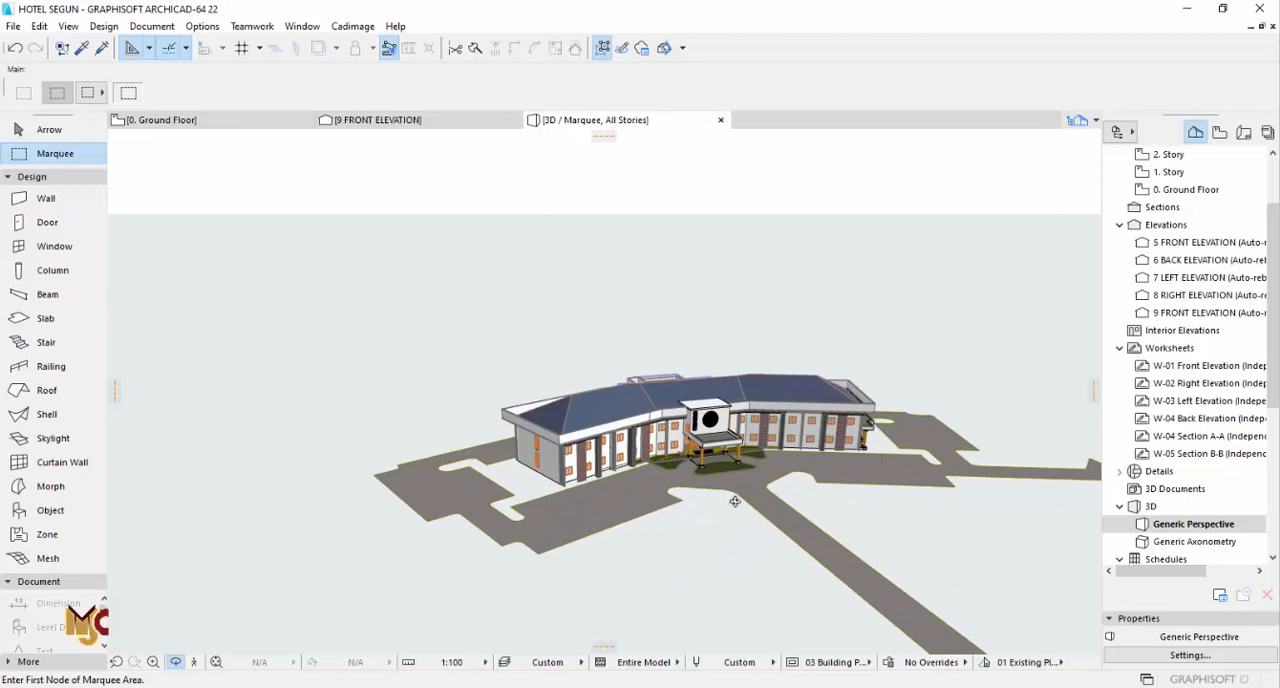 HOTEL SEGUN - GRAPHISOFT ARCHICAD-64 22
File Edit View Design Document Options Teamwork Window Cadimage Help
Main:
[0. Ground Floor]
[9 FRONT ELEVATION]
[3D / Marquee, All Stories]
Arrow
Marquee
Design
Wall
Door
Window
Column
Beam
Slab
Stair
Railing
Roof
Shell
Skylight
Curtain Wall
Morph
Object
Zone
Mesh
Document
Dimension
Level D
More
2. Story
1. Story
0. Ground Floor
Sections
Elevations
5 FRONT ELEVATION (Auto-r
6 BACK ELEVATION (Auto-reb
7 LEFT ELEVATION (Auto-reb
8 RIGHT ELEVATION (Auto-r
9 FRONT ELEVATION (Auto-r
Interior Elevations
Worksheets
W-01 Front Elevation (Indep
W-02 Right Elevation (Indep
W-03 Left Elevation (Indepe
W-04 Back Elevation (Indep
W-04 Section A-A (Indepen
W-05 Section B-B (Indepenc
Details
3D Documents
3D
Generic Perspective
Generic Axonometry
Schedules
Properties
Generic Perspective
Settings...
N/A N/A 1:100 Custom Entire Model Custom 03 Building P... No Overrides 01 Existing Pl...
Enter First Node of Marquee Area.
GRAPHISOFT ID